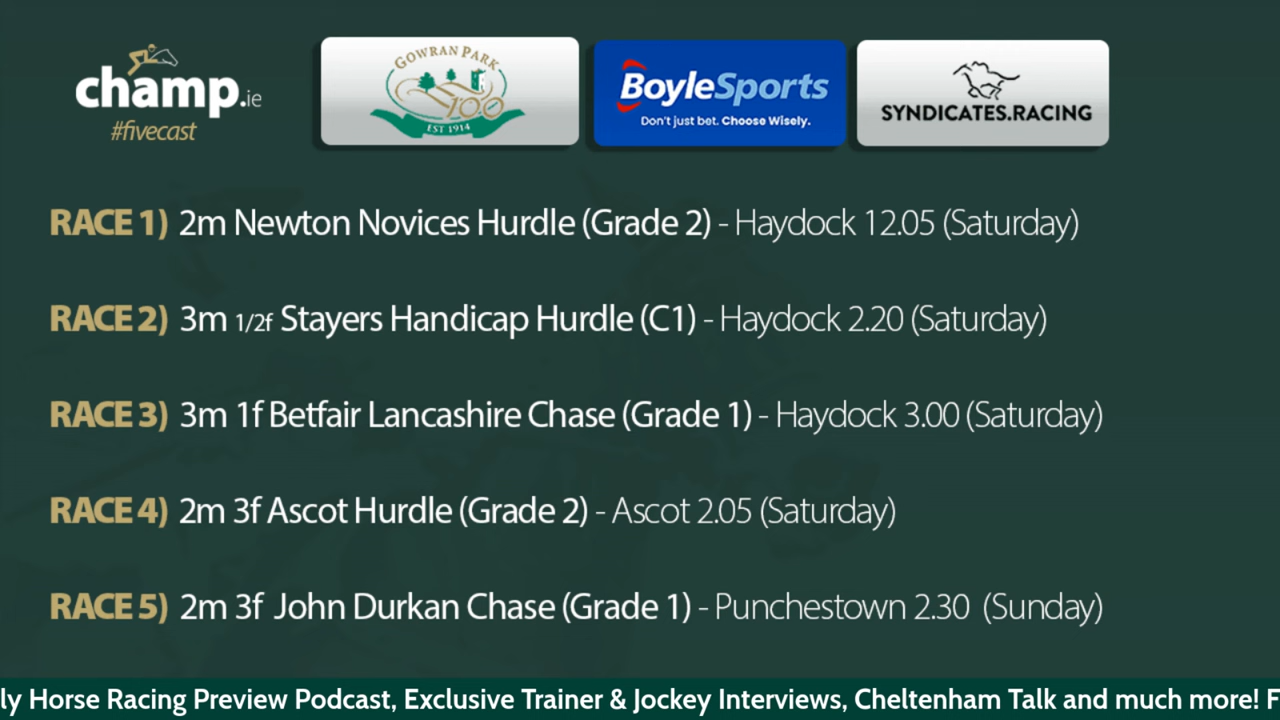 champ.ie
#fivecast
GOWRAN PARK
100
EST 1914
BoyleSports
Don't just bet. Choose Wisely.
SYNDICATES.RACING
RACE 1) 2m Newton Novices Hurdle (Grade 2) - Haydock 12.05 (Saturday)
RACE 2) 3m 1/2f Stayers Handicap Hurdle (C1) - Haydock 2.20 (Saturday)
RACE 3) 3m 1f Betfair Lancashire Chase (Grade 1) - Haydock 3.00 (Saturday)
RACE 4) 2m 3f Ascot Hurdle (Grade 2) - Ascot 2.05 (Saturday)
RACE 5) 2m 3f John Durkan Chase (Grade 1) - Punchestown 2.30 (Sunday)
ly Horse Racing Preview Podcast, Exclusive Trainer & Jockey Interviews, Cheltenham Talk and much more! F